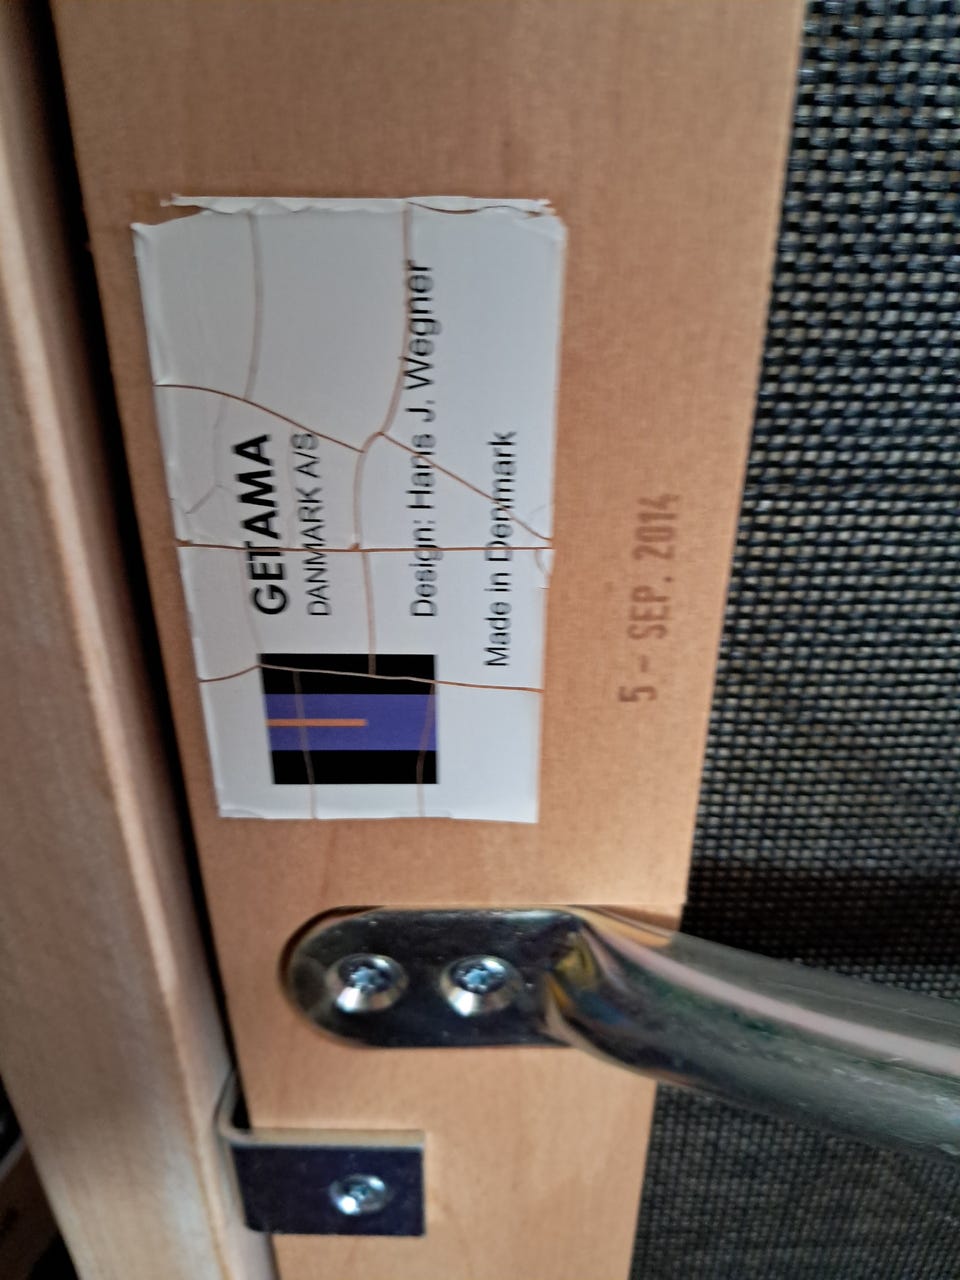 GETAMA
DANMARK A/S
Design: Hans J. Wegner
Made in Denmark
5 - SEP. 2014